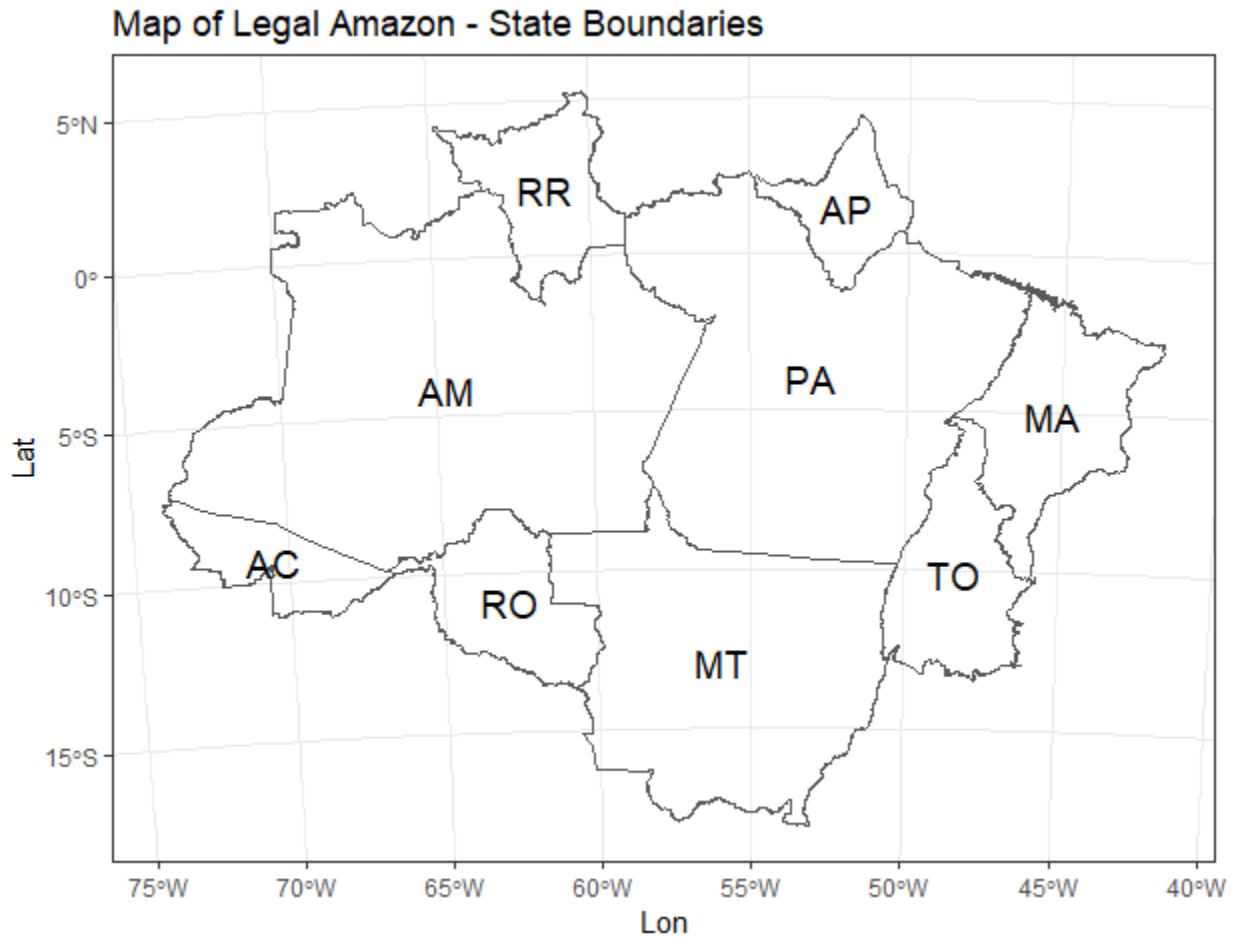 Map of Legal Amazon - State Boundaries
5°N
RR
AP
0°
AM
PA
MA
5°S
Lat
AC
TO
10°S
RO
MT
15°S
75°W 70°W 65°W 60°W 55°W 50°W 45°W 40°W
Lon